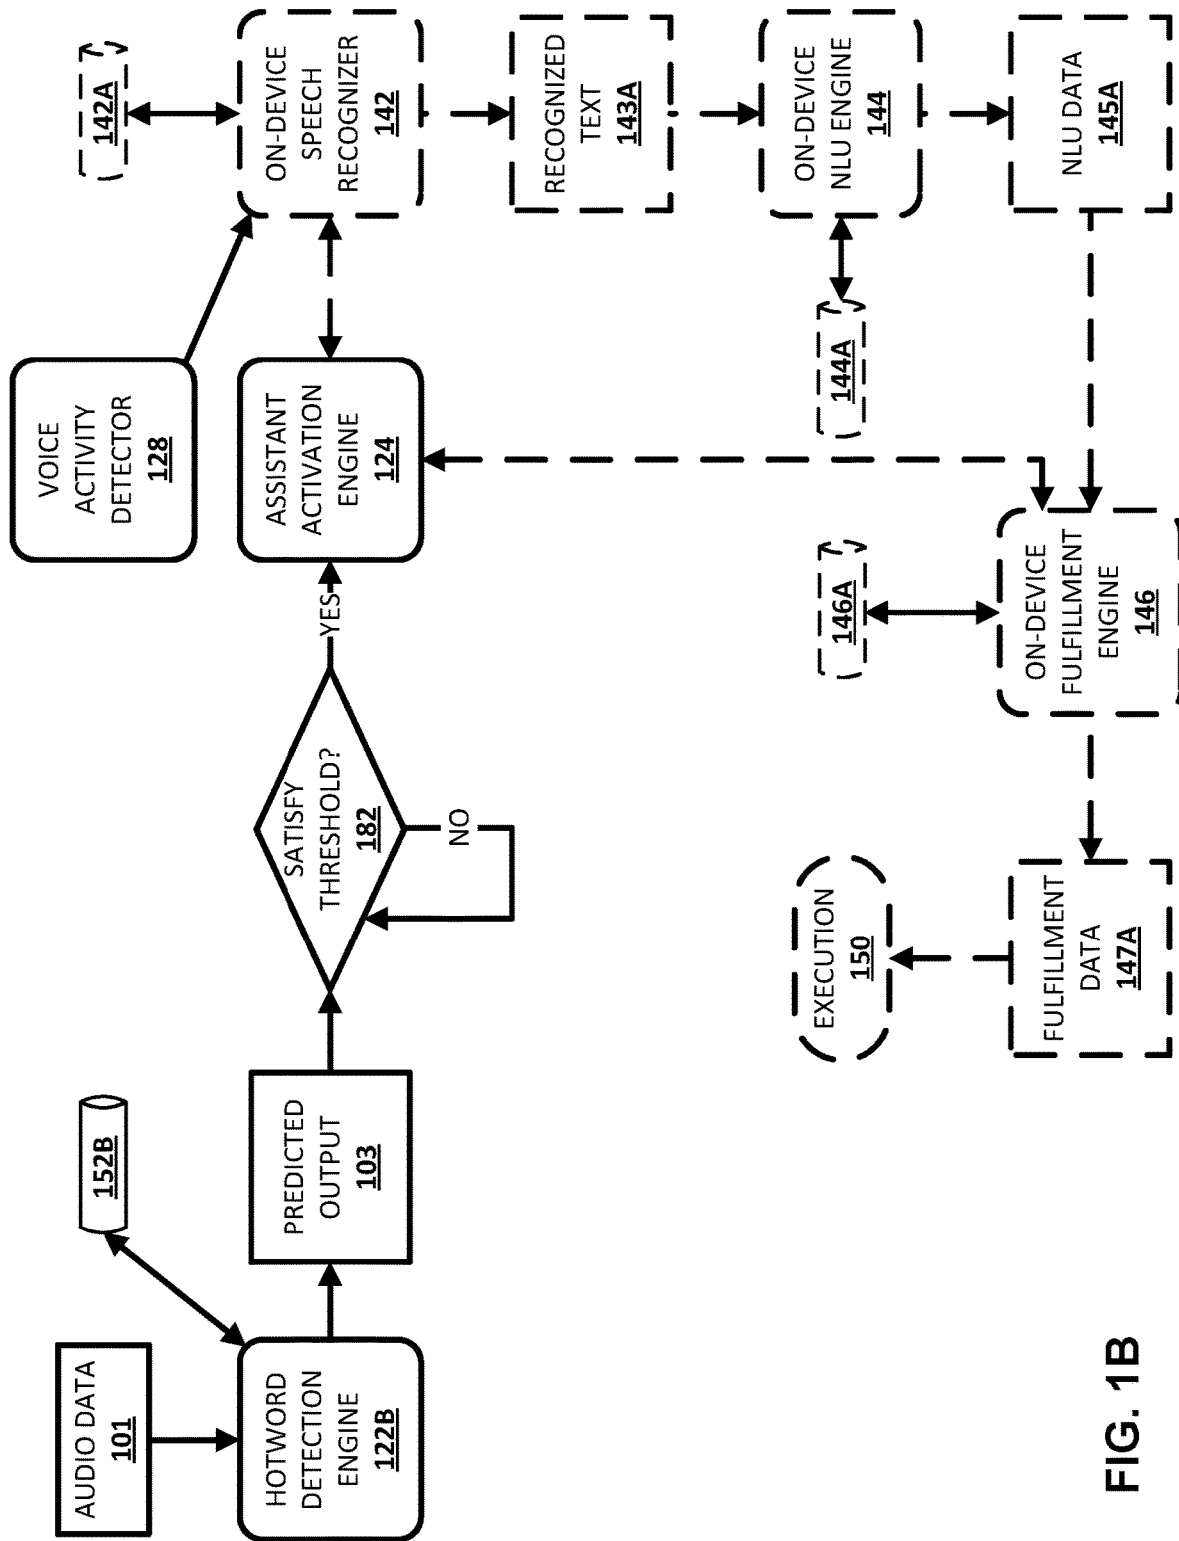 AUDIO DATA
101
HOTWORD
DETECTION
ENGINE
122B
152B
PREDICTED
OUTPUT
103
SATISFY
THRESHOLD?
182
NO
YES
VOICE
ACTIVITY
DETECTOR
128
ASSISTANT
ACTIVATION
ENGINE
124
142A
ON-DEVICE
SPEECH
RECOGNIZER
142
RECOGNIZED
TEXT
143A
ON-DEVICE
NLU ENGINE
144
144A
NLU DATA
145A
146A
ON-DEVICE
FULFILLMENT
ENGINE
146
FULFILLMENT
DATA
147A
EXECUTION
150
FIG. 1B